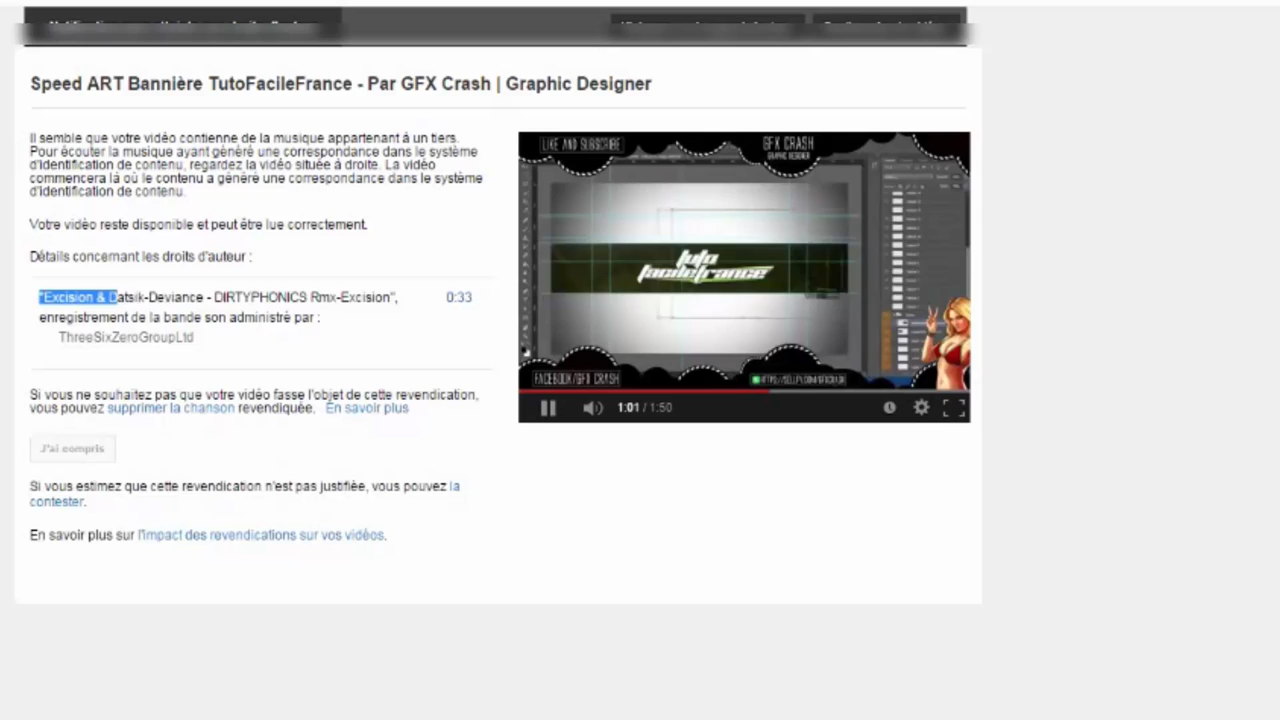 Speed ART Bannière TutoFacileFrance - Par GFX Crash | Graphic Designer
Il semble que votre vidéo contienne de la musique appartenant à un tiers.
Pour écouter la musique ayant généré une correspondance dans le système
d'identification de contenu, regardez la vidéo située à droite. La vidéo
commencera là où le contenu a généré une correspondance dans le système
d'identification de contenu.
Votre vidéo reste disponible et peut être lue correctement.
Détails concernant les droits d'auteur :
"Excision & Datsik-Deviance - DIRTYPHONICS Rmx-Excision", 0:33
enregistrement de la bande son administré par :
ThreeSixZeroGroupLtd
Si vous ne souhaitez pas que votre vidéo fasse l'objet de cette revendication,
vous pouvez supprimer la chanson revendiquée. En savoir plus
J'ai compris
Si vous estimez que cette revendication n'est pas justifiée, vous pouvez la
contester.
En savoir plus sur l'impact des revendications sur vos vidéos.
LIKE AND SUBSCRIBE
GFX CRASH
GRAPHIC DESIGNER
tuto
facilefrance
FACEBOOK/GFX CRASH
1:01 / 1:50